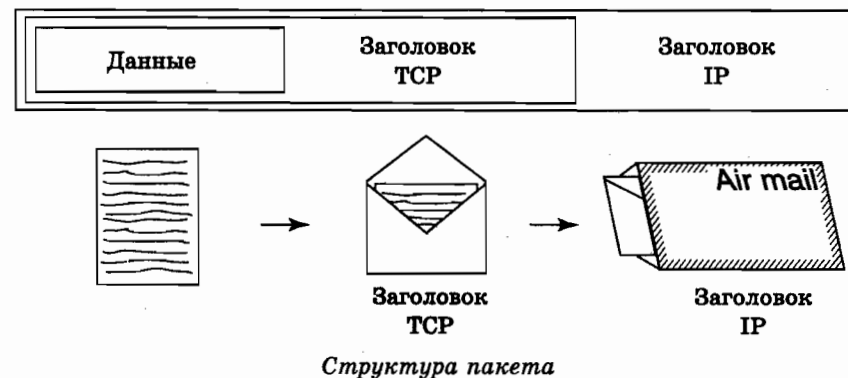 Данные
Заголовок
TCP
Заголовок
IP
Air mail
Заголовок
TCP
Заголовок
IP
Структура пакета